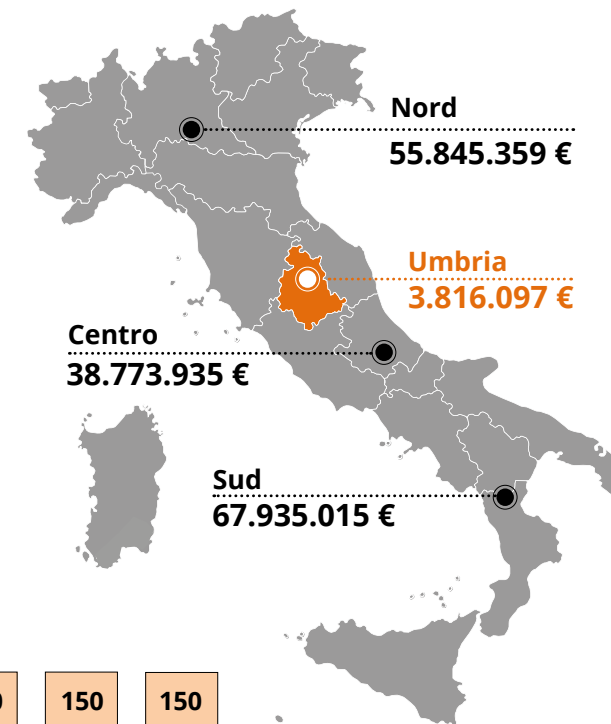 Nord
55.845.359 €
Umbria
3.816.097 €
Centro
38.773.935 €
Sud
67.935.015 €
150
150